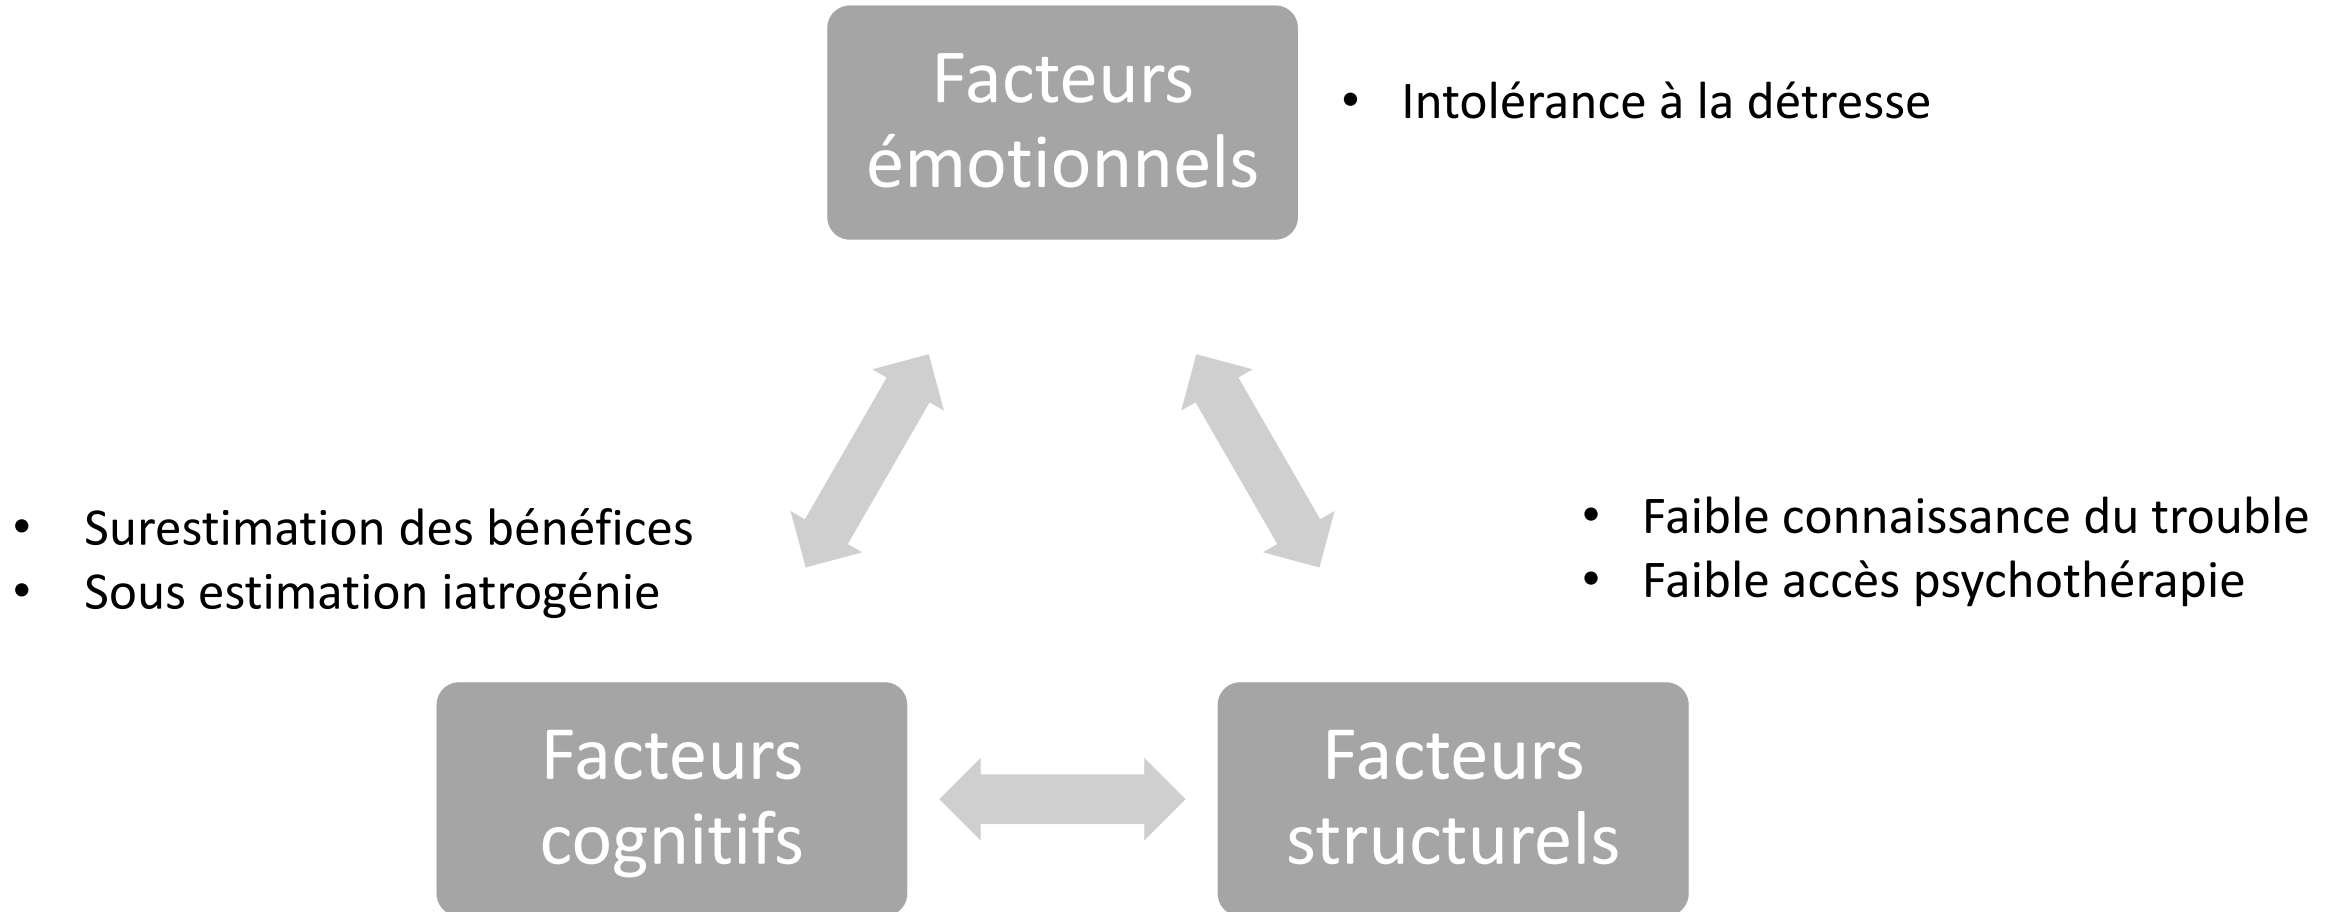 Facteurs
émotionnels
• Intolérance à la détresse
• Surestimation des bénéfices
• Sous estimation iatrogénie
• Faible connaissance du trouble
• Faible accès psychothérapie
Facteurs
cognitifs
Facteurs
structurels